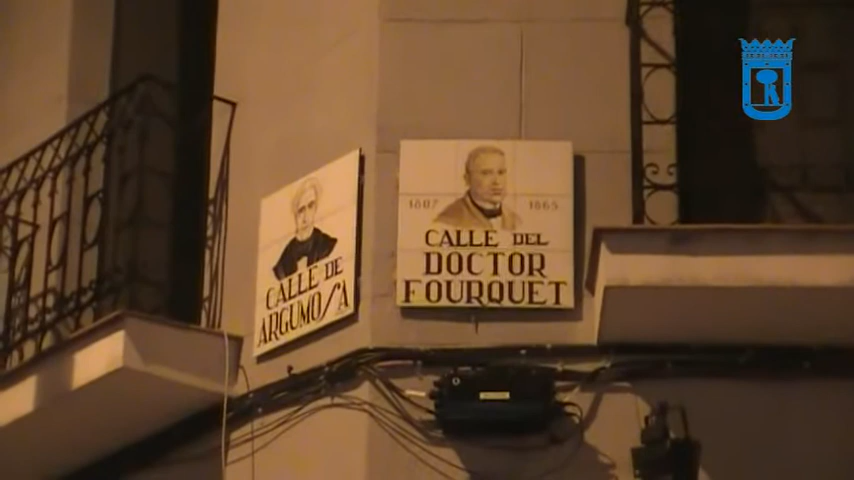 CALLE DE
ARGUMOSA
1807 1865
CALLE DEL
DOCTOR
FOURQUET